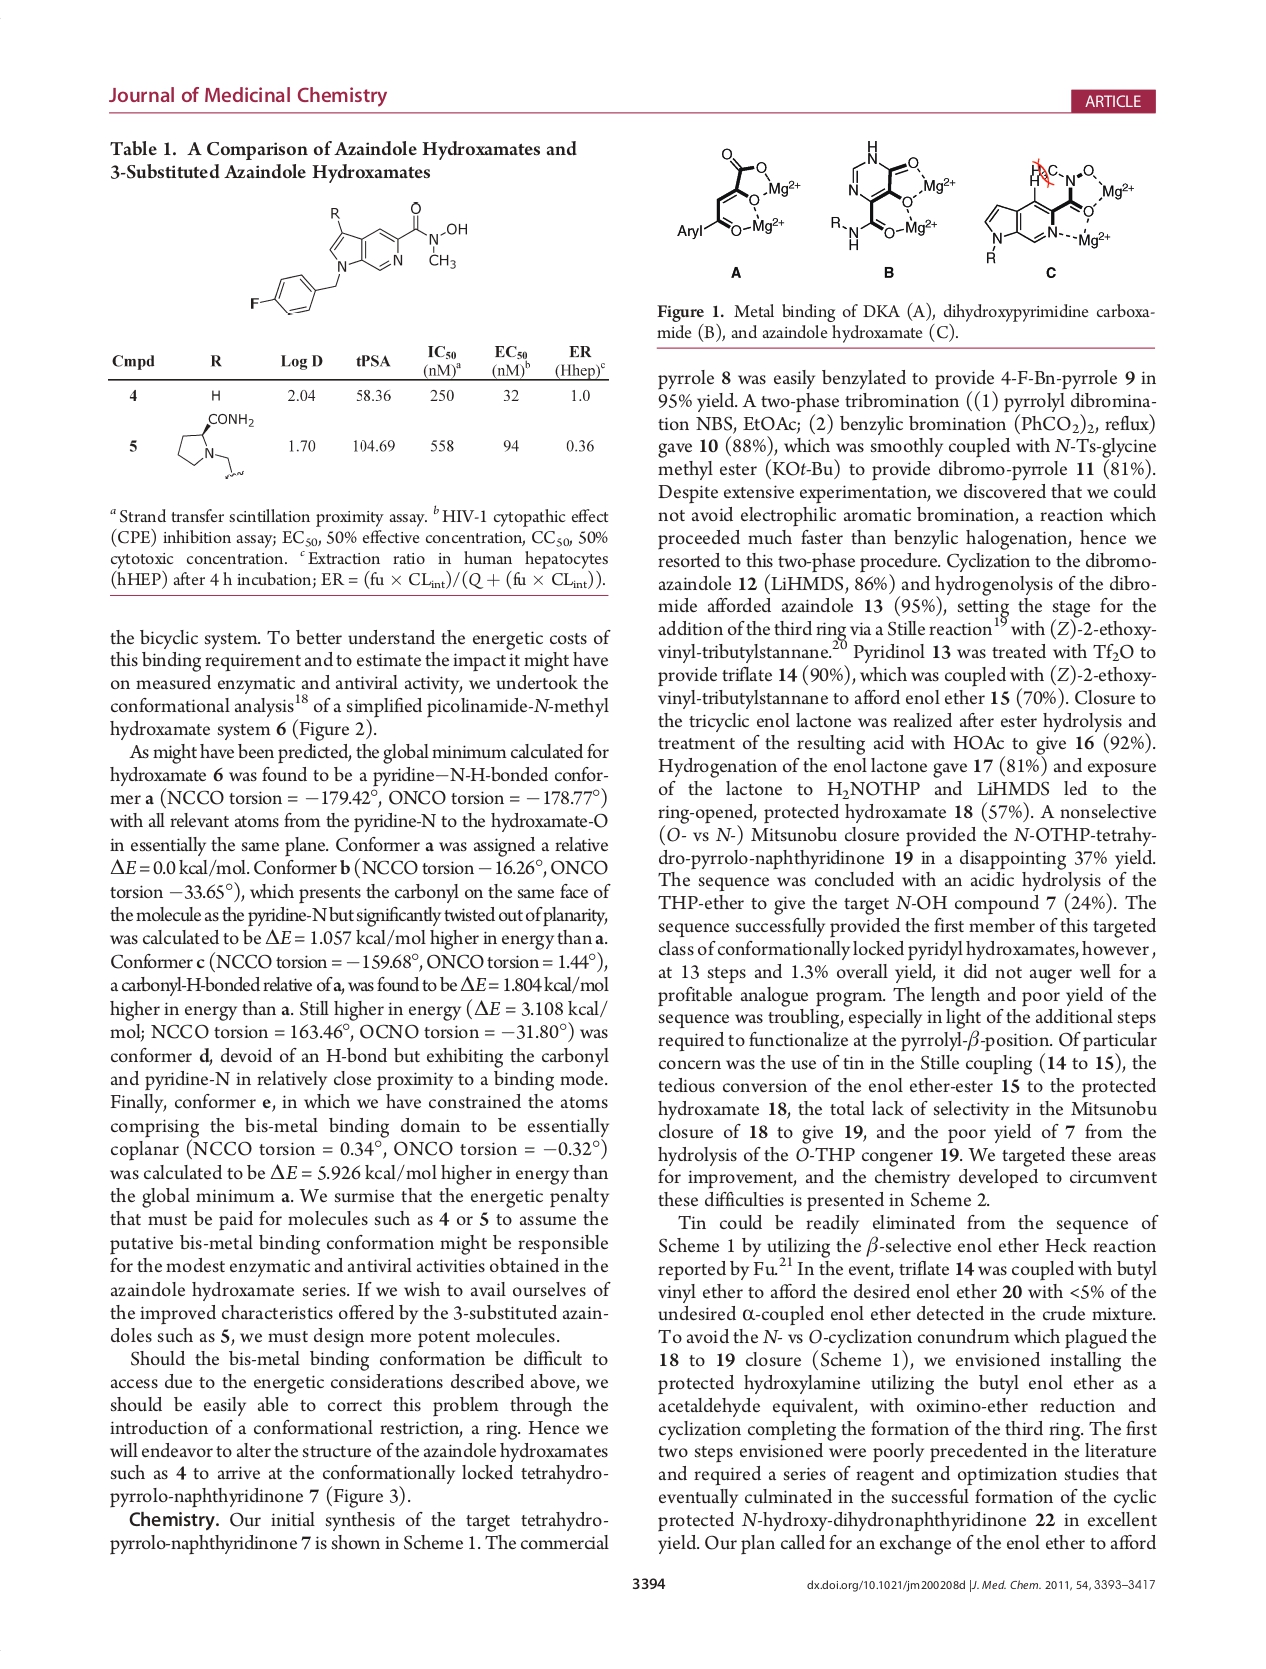 Journal of Medicinal Chemistry
ARTICLE
Table 1. A Comparison of Azaindole Hydroxamates and
3-Substituted Azaindole Hydroxamates
R
O
OH
N
N
CH3
N
F
Cmpd R Log D tPSA IC50 (nM)a EC50 (nM)b ER (Hhep)c
4 H 2.04 58.36 250 32 1.0
CONH2
5 N 1.70 104.69 558 94 0.36
a Strand transfer scintillation proximity assay. b HIV-1 cytopathic effect
(CPE) inhibition assay; EC50, 50% effective concentration, CC50, 50%
cytotoxic concentration. c Extraction ratio in human hepatocytes
(hHEP) after 4 h incubation; ER = (fu × CLint)/(Q + (fu × CLint)).
the bicyclic system. To better understand the energetic costs of
this binding requirement and to estimate the impact it might have
on measured enzymatic and antiviral activity, we undertook the
conformational analysis18 of a simplified picolinamide-N-methyl
hydroxamate system 6 (Figure 2).
As might have been predicted, the global minimum calculated for
hydroxamate 6 was found to be a pyridine−N-H-bonded confor-
mer a (NCCO torsion = −179.42°, ONCO torsion = −178.77°)
with all relevant atoms from the pyridine-N to the hydroxamate-O
in essentially the same plane. Conformer a was assigned a relative
ΔE = 0.0 kcal/mol. Conformer b (NCCO torsion −16.26°, ONCO
torsion −33.65°), which presents the carbonyl on the same face of
the molecule as the pyridine-N but significantly twisted out of planarity,
was calculated to be ΔE = 1.057 kcal/mol higher in energy than a.
Conformer c (NCCO torsion = −159.68°, ONCO torsion = 1.44°),
a carbonyl-H-bonded relative of a, was found to be ΔE = 1.804 kcal/mol
higher in energy than a. Still higher in energy (ΔE = 3.108 kcal/
mol; NCCO torsion = 163.46°, OCNO torsion = −31.80°) was
conformer d, devoid of an H-bond but exhibiting the carbonyl
and pyridine-N in relatively close proximity to a binding mode.
Finally, conformer e, in which we have constrained the atoms
comprising the bis-metal binding domain to be essentially
coplanar (NCCO torsion = 0.34°, ONCO torsion = −0.32°)
was calculated to be ΔE = 5.926 kcal/mol higher in energy than
the global minimum a. We surmise that the energetic penalty
that must be paid for molecules such as 4 or 5 to assume the
putative bis-metal binding conformation might be responsible
for the modest enzymatic and antiviral activities obtained in the
azaindole hydroxamate series. If we wish to avail ourselves of
the improved characteristics offered by the 3-substituted azain-
doles such as 5, we must design more potent molecules.
Should the bis-metal binding conformation be difficult to
access due to the energetic considerations described above, we
should be easily able to correct this problem through the
introduction of a conformational restriction, a ring. Hence we
will endeavor to alter the structure of the azaindole hydroxamates
such as 4 to arrive at the conformationally locked tetrahydro-
pyrrolo-naphthyridinone 7 (Figure 3).
Chemistry. Our initial synthesis of the target tetrahydro-
pyrrolo-naphthyridinone 7 is shown in Scheme 1. The commercial
O O Mg2+ O Mg2+ O Aryl
A
H N O Mg2+ N O Mg2+ O R N H
B
H3C N O Mg2+ H O N Mg2+ N R
C
Figure 1. Metal binding of DKA (A), dihydroxypyrimidine carboxa-
mide (B), and azaindole hydroxamate (C).
pyrrole 8 was easily benzylated to provide 4-F-Bn-pyrrole 9 in
95% yield. A two-phase tribromination ((1) pyrrolyl dibromina-
tion NBS, EtOAc; (2) benzylic bromination (PhCO2)2, reflux)
gave 10 (88%), which was smoothly coupled with N-Ts-glycine
methyl ester (KOt-Bu) to provide dibromo-pyrrole 11 (81%).
Despite extensive experimentation, we discovered that we could
not avoid electrophilic aromatic bromination, a reaction which
proceeded much faster than benzylic halogenation, hence we
resorted to this two-phase procedure. Cyclization to the dibromo-
azaindole 12 (LiHMDS, 86%) and hydrogenolysis of the dibro-
mide afforded azaindole 13 (95%), setting the stage for the
addition of the third ring via a Stille reaction19 with (Z)-2-ethoxy-
vinyl-tributylstannane.20 Pyridinol 13 was treated with Tf2O to
provide triflate 14 (90%), which was coupled with (Z)-2-ethoxy-
vinyl-tributylstannane to afford enol ether 15 (70%). Closure to
the tricyclic enol lactone was realized after ester hydrolysis and
treatment of the resulting acid with HOAc to give 16 (92%).
Hydrogenation of the enol lactone gave 17 (81%) and exposure
of the lactone to H2NOTHP and LiHMDS led to the
ring-opened, protected hydroxamate 18 (57%). A nonselective
(O- vs N-) Mitsunobu closure provided the N-OTHP-tetrahy-
dro-pyrrolo-naphthyridinone 19 in a disappointing 37% yield.
The sequence was concluded with an acidic hydrolysis of the
THP-ether to give the target N-OH compound 7 (24%). The
sequence successfully provided the first member of this targeted
class of conformationally locked pyridyl hydroxamates, however,
at 13 steps and 1.3% overall yield, it did not auger well for a
profitable analogue program. The length and poor yield of the
sequence was troubling, especially in light of the additional steps
required to functionalize at the pyrrolyl-β-position. Of particular
concern was the use of tin in the Stille coupling (14 to 15), the
tedious conversion of the enol ether-ester 15 to the protected
hydroxamate 18, the total lack of selectivity in the Mitsunobu
closure of 18 to give 19, and the poor yield of 7 from the
hydrolysis of the O-THP congener 19. We targeted these areas
for improvement, and the chemistry developed to circumvent
these difficulties is presented in Scheme 2.
Tin could be readily eliminated from the sequence of
Scheme 1 by utilizing the β-selective enol ether Heck reaction
reported by Fu.21 In the event, triflate 14 was coupled with butyl
vinyl ether to afford the desired enol ether 20 with <5% of the
undesired α-coupled enol ether detected in the crude mixture.
To avoid the N- vs O-cyclization conundrum which plagued the
18 to 19 closure (Scheme 1), we envisioned installing the
protected hydroxylamine utilizing the butyl enol ether as a
acetaldehyde equivalent, with oximino-ether reduction and
cyclization completing the formation of the third ring. The first
two steps envisioned were poorly precedented in the literature
and required a series of reagent and optimization studies that
eventually culminated in the successful formation of the cyclic
protected N-hydroxy-dihydronaphthyridinone 22 in excellent
yield. Our plan called for an exchange of the enol ether to afford
3394
dx.doi.org/10.1021/jm200208d |J. Med. Chem. 2011, 54, 3393–3417